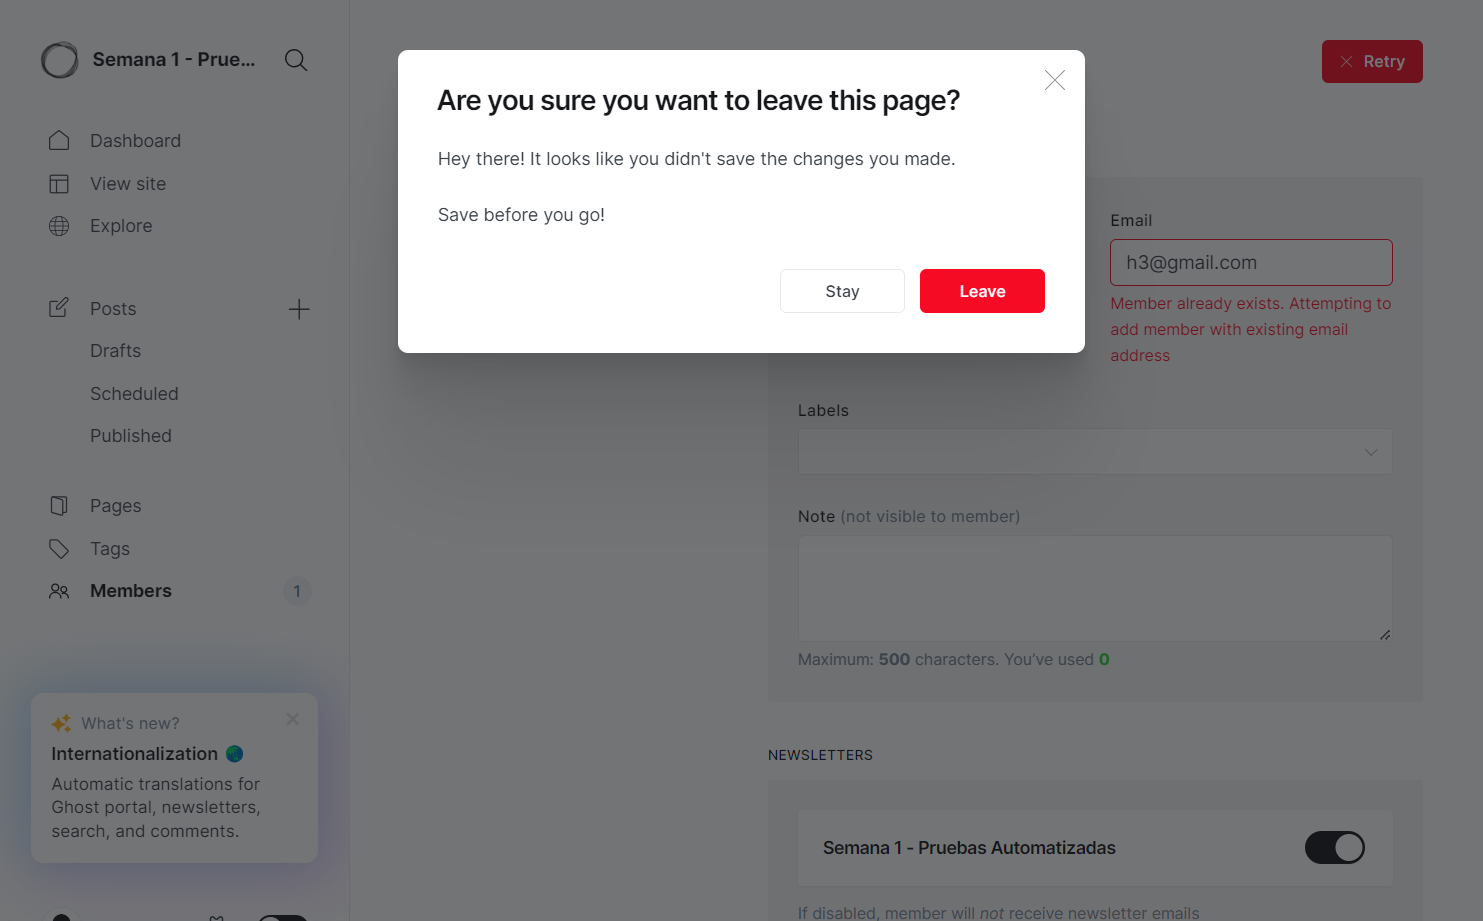 Semana 1 - Prue...
Dashboard
View site
Explore
Posts
Drafts
Scheduled
Published
Pages
Tags
Members
1
What's new?
Internationalization
Automatic translations for
Ghost portal, newsletters,
search, and comments.
Are you sure you want to leave this page?
Hey there! It looks like you didn't save the changes you made.
Save before you go!
Stay
Leave
Retry
Email
h3@gmail.com
Member already exists. Attempting to
add member with existing email
address
Labels
Note (not visible to member)
Maximum: 500 characters. You've used 0
NEWSLETTERS
Semana 1 - Pruebas Automatizadas
If disabled, member will not receive newsletter emails